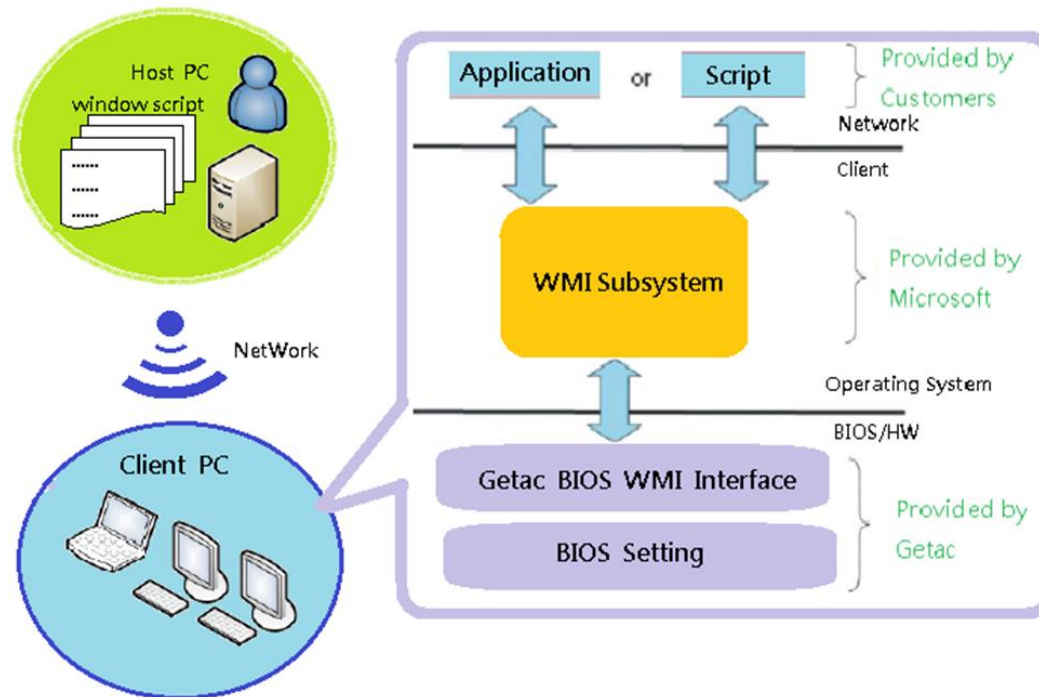 Host PC
window script
......
......
......
NetWork
Client PC
Application
or
Script
Provided by
Customers
Network
Client
WMI Subsystem
Provided by
Microsoft
Operating System
BIOS/HW
Getac BIOS WMI Interface
BIOS Setting
Provided by
Getac